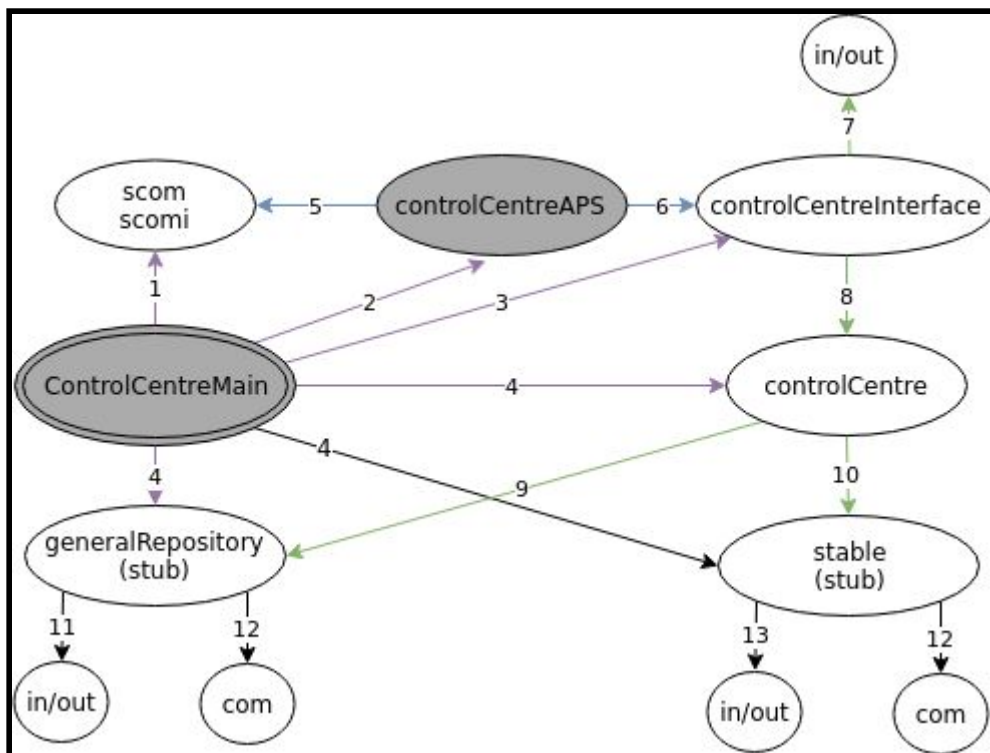 in/out
7
scom
scomi
5
controlCentreAPS
6
controlCentreInterface
1
2
3
8
ControlCentreMain
4
controlCentre
4
4
9
10
generalRepository
(stub)
stable
(stub)
11
12
13
12
in/out
com
in/out
com